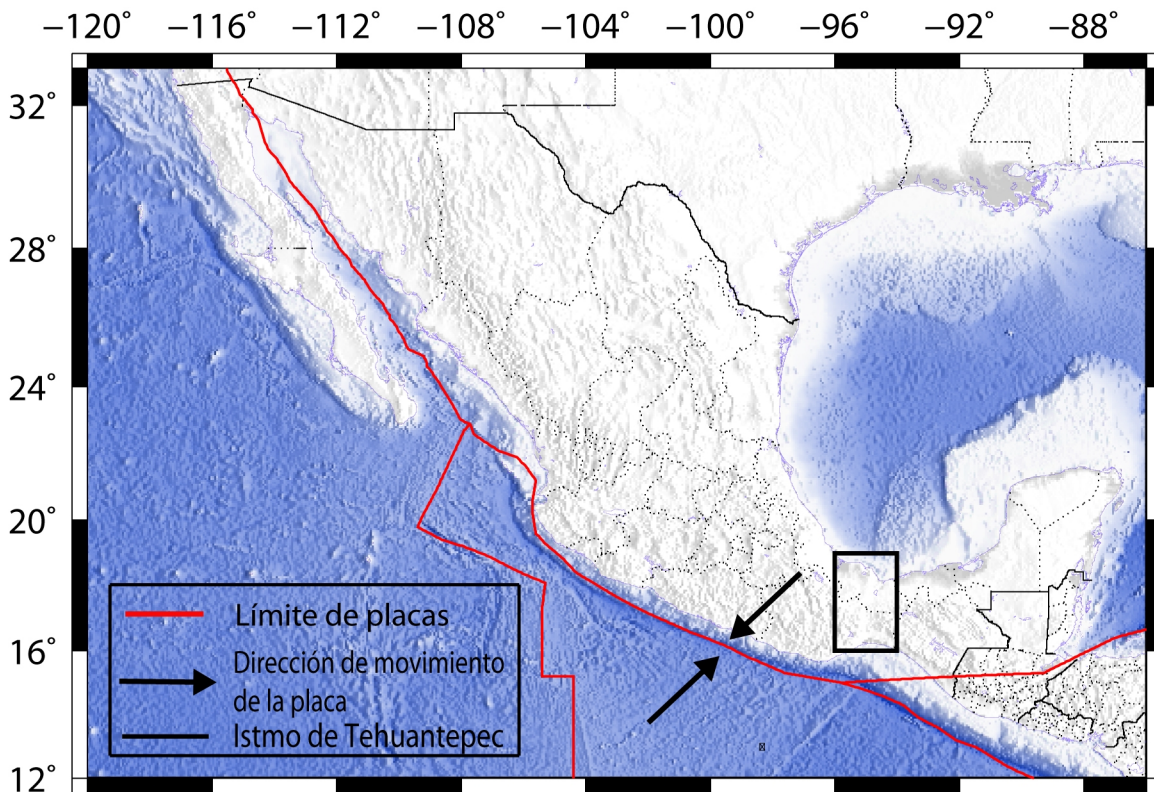 −120° −116° −112° −108° −104° −100° −96° −92° −88°
32°
28°
24°
20°
16°
12°
Límite de placas
Dirección de movimiento
de la placa
Istmo de Tehuantepec